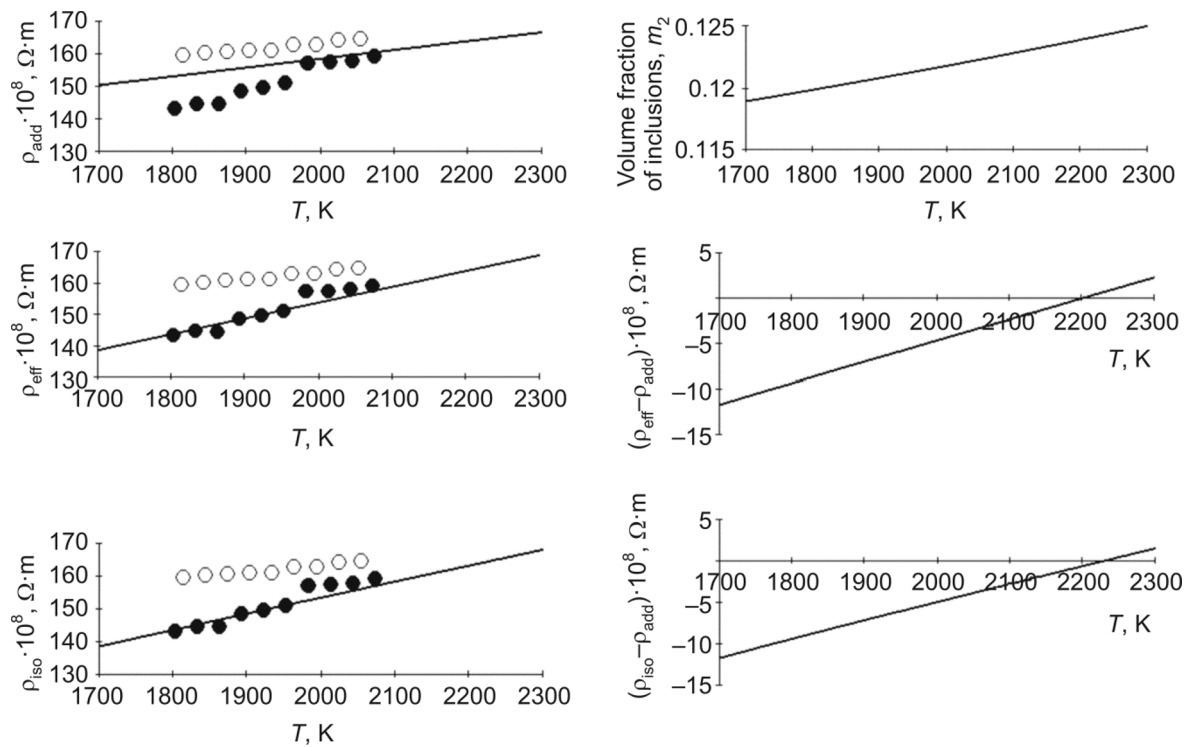 170
160
150
140
130
ρadd·10⁸, Ω·m
1700 1800 1900 2000 2100 2200 2300
T, K
0.125
0.12
0.115
Volume fraction
of inclusions, m₂
1700 1800 1900 2000 2100 2200 2300
T, K
170
160
150
140
130
ρeff·10⁸, Ω·m
1700 1800 1900 2000 2100 2200 2300
T, K
5
−5
−10
−15
(ρeff−ρadd)·10⁸, Ω·m
1700 1800 1900 2000 2100 2200 2300
T, K
170
160
150
140
130
ρiso·10⁸, Ω·m
1700 1800 1900 2000 2100 2200 2300
T, K
5
−5
−10
−15
(ρiso−ρadd)·10⁸, Ω·m
1700 1800 1900 2000 2100 2200 2300
T, K